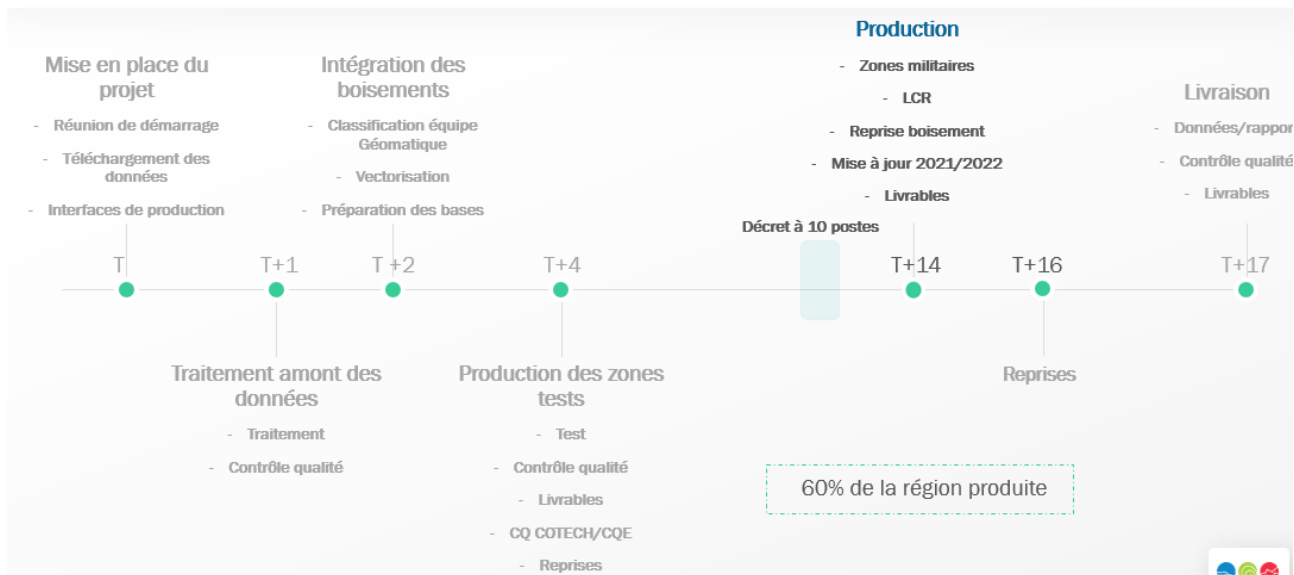 Mise en place du
projet
- Réunion de démarrage
- Téléchargement des
données
- Interfaces de production
Intégration des
boisements
- Classification équipe
Géomatique
- Vectorisation
- Préparation des bases
Production
- Zones militaires
- LCR
- Reprise boisement
- Mise à jour 2021/2022
- Livrables
Décret à 10 postes
Livraison
- Données/rappor
- Contrôle qualité
- Livrables
T
T+1
T +2
T+4
T+14
T+16
T+17
Traitement amont des
données
- Traitement
- Contrôle qualité
Production des zones
tests
- Test
- Contrôle qualité
- Livrables
- CQ COTECH/CQE
- Reprises
Reprises
60% de la région produite